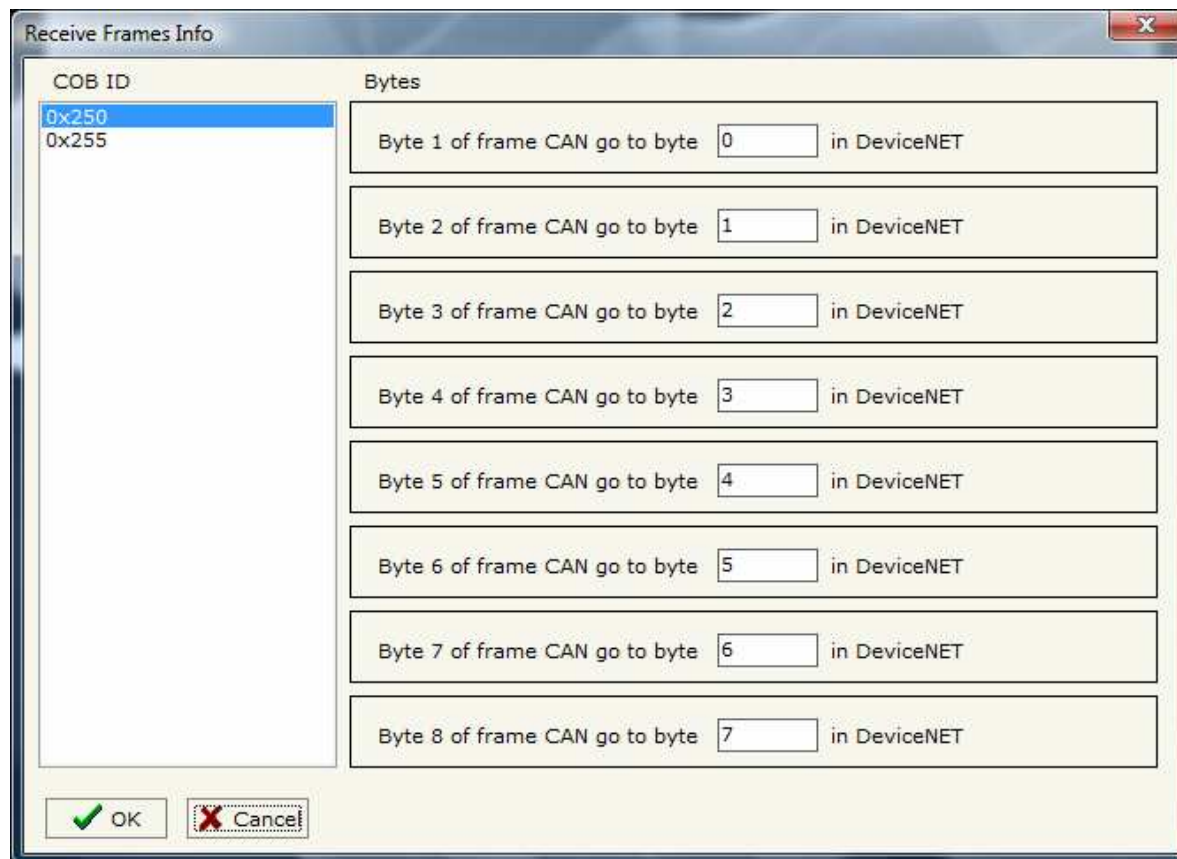 Receive Frames Info
COB ID
Bytes
0x250
0x255
Byte 1 of frame CAN go to byte 0 in DeviceNET
Byte 2 of frame CAN go to byte 1 in DeviceNET
Byte 3 of frame CAN go to byte 2 in DeviceNET
Byte 4 of frame CAN go to byte 3 in DeviceNET
Byte 5 of frame CAN go to byte 4 in DeviceNET
Byte 6 of frame CAN go to byte 5 in DeviceNET
Byte 7 of frame CAN go to byte 6 in DeviceNET
Byte 8 of frame CAN go to byte 7 in DeviceNET
OK
Cancel